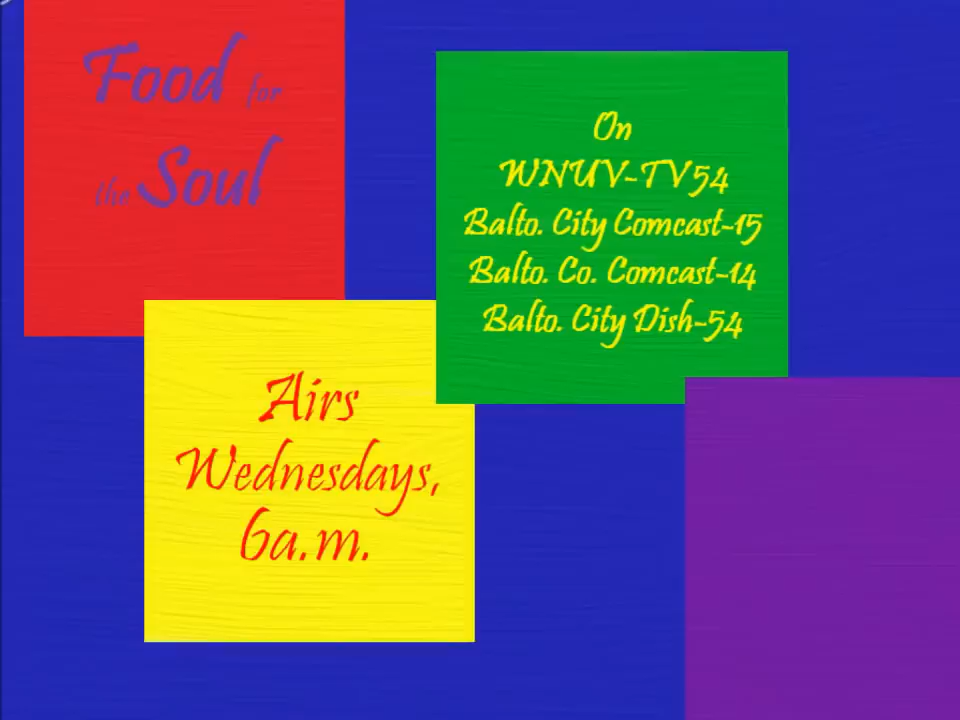 Food for
the Soul
On
WNUV-TV54
Balto. City Comcast-15
Balto. Co. Comcast-14
Balto. City Dish-54
Airs
Wednesdays,
6a.m.